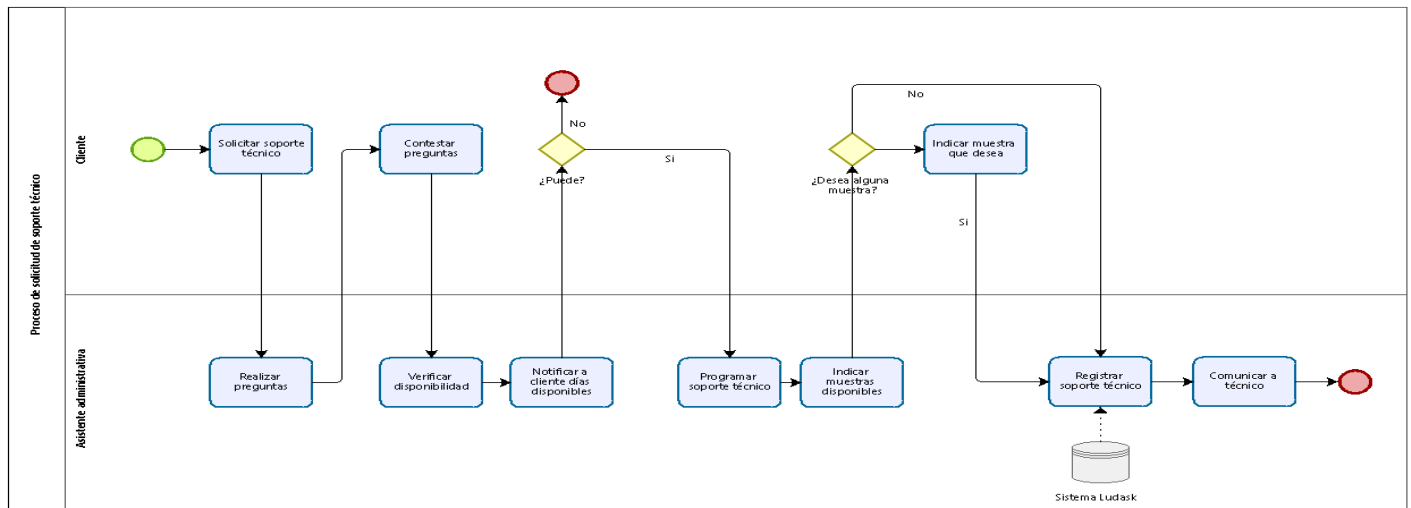 Proceso de solicitud de soporte técnico
Cliente
Solicitar soporte
técnico
Contestar
preguntas
No
¿Puede?
Si
No
¿Desea alguna
muestra?
Indicar muestra
que desea
Si
Asistente administrativa
Realizar
preguntas
Verificar
disponibilidad
Notificar a
cliente días
disponibles
Programar
soporte técnico
Indicar
muestras
disponibles
Registrar
soporte técnico
Comunicar a
técnico
Sistema Ludask